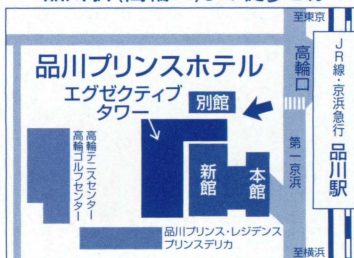 至東京
品川プリンスホテル
エグゼクティブ
タワー
別館
高輪口
JR線・京浜急行 品川駅
第一京浜
高輪テニスセンター
高輪ゴルフセンター
新館
本館
品川プリンス・レジデンス
プリンスデリカ
至横浜